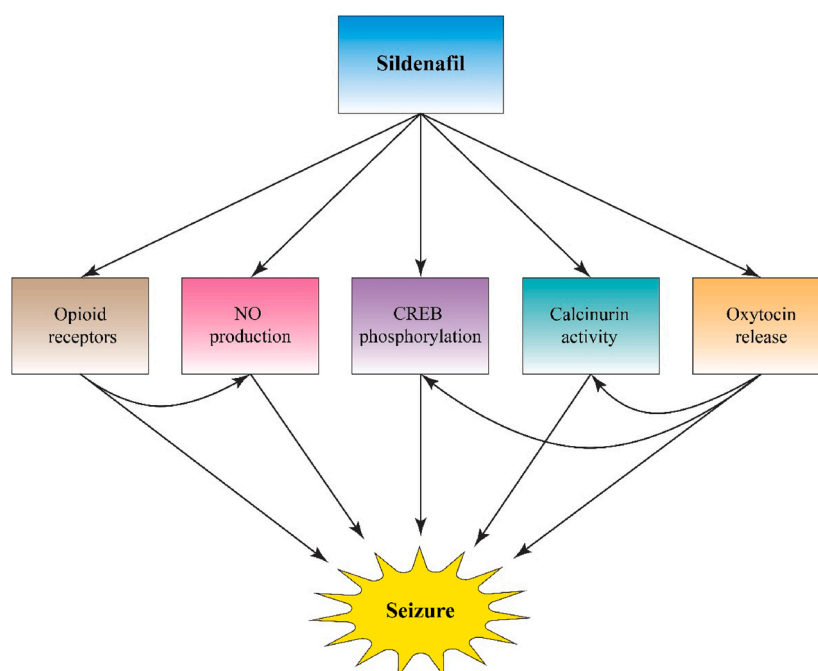 Sildenafil
Opioid
receptors
NO
production
CREB
phosphorylation
Calcinurin
activity
Oxytocin
release
Seizure